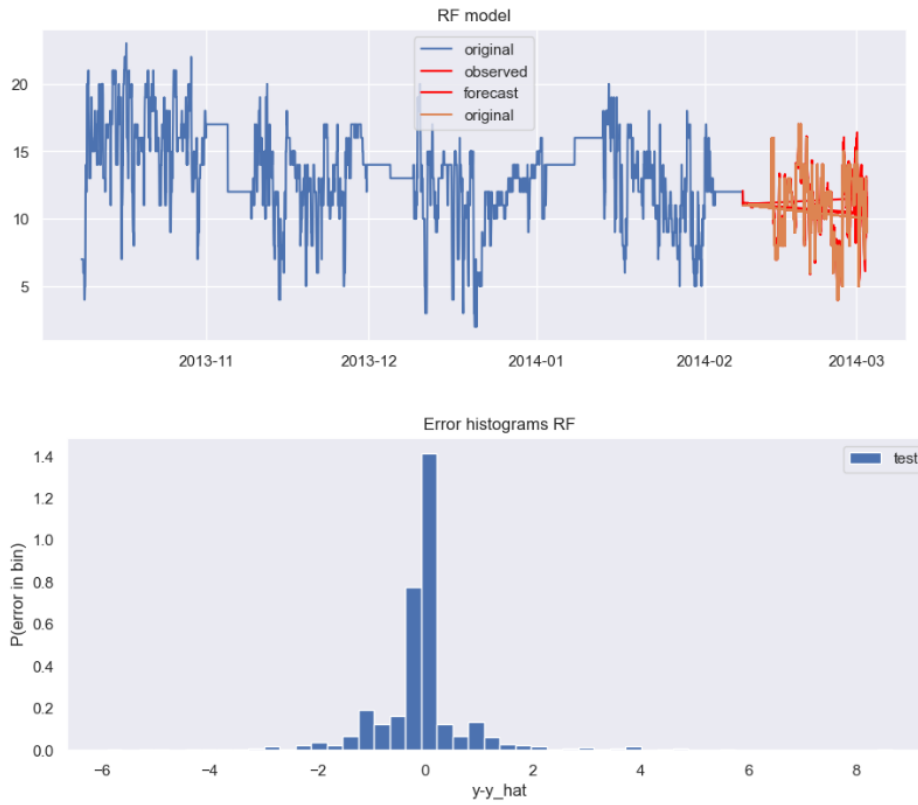 RF model
original
observed
forecast
original
20
15
10
5
2013-11 2013-12 2014-01 2014-02 2014-03
Error histograms RF
test
1.4
1.2
1.0
0.8
0.6
0.4
0.2
0.0
P(error in bin)
−6 −4 −2 0 2 4 6 8
y-y_hat